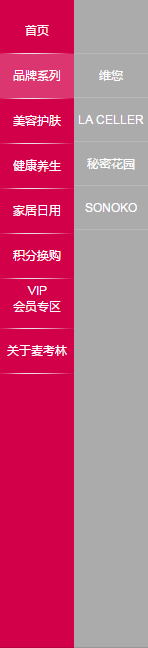 首页
品牌系列
美容护肤
健康养生
家居日用
积分换购
VIP
会员专区
关于麦考林
维您
LA CELLER
秘密花园
SONOKO